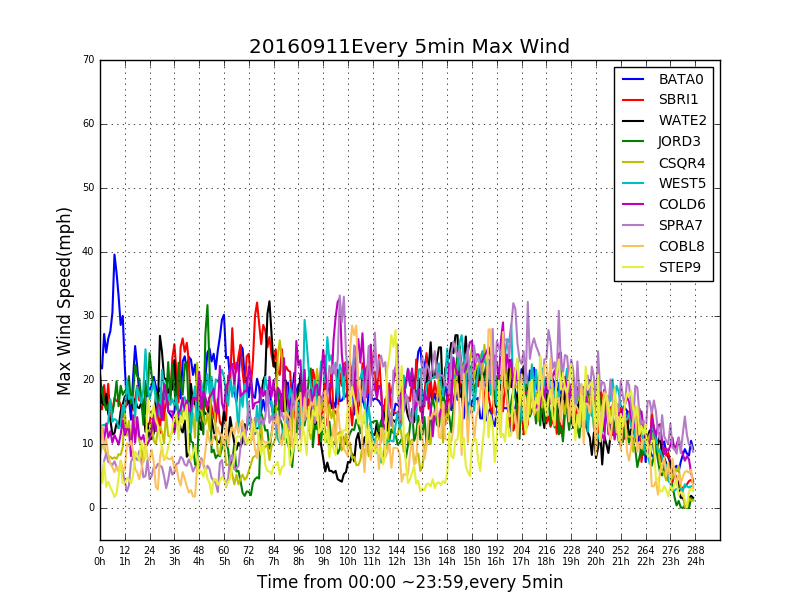 20160911Every 5min Max Wind
70
60
50
40
30
20
10
0
Max Wind Speed(mph)
BATA0
SBRI1
WATE2
JORD3
CSQR4
WEST5
COLD6
SPRA7
COBL8
STEP9
0 12 24 36 48 60 72 84 96 108 120 132 144 156 168 180 192 204 216 228 240 252 264 276 288
0h 1h 2h 3h 4h 5h 6h 7h 8h 9h 10h 11h 12h 13h 14h 15h 16h 17h 18h 19h 20h 21h 22h 23h 24h
Time from 00:00 ~23:59,every 5min